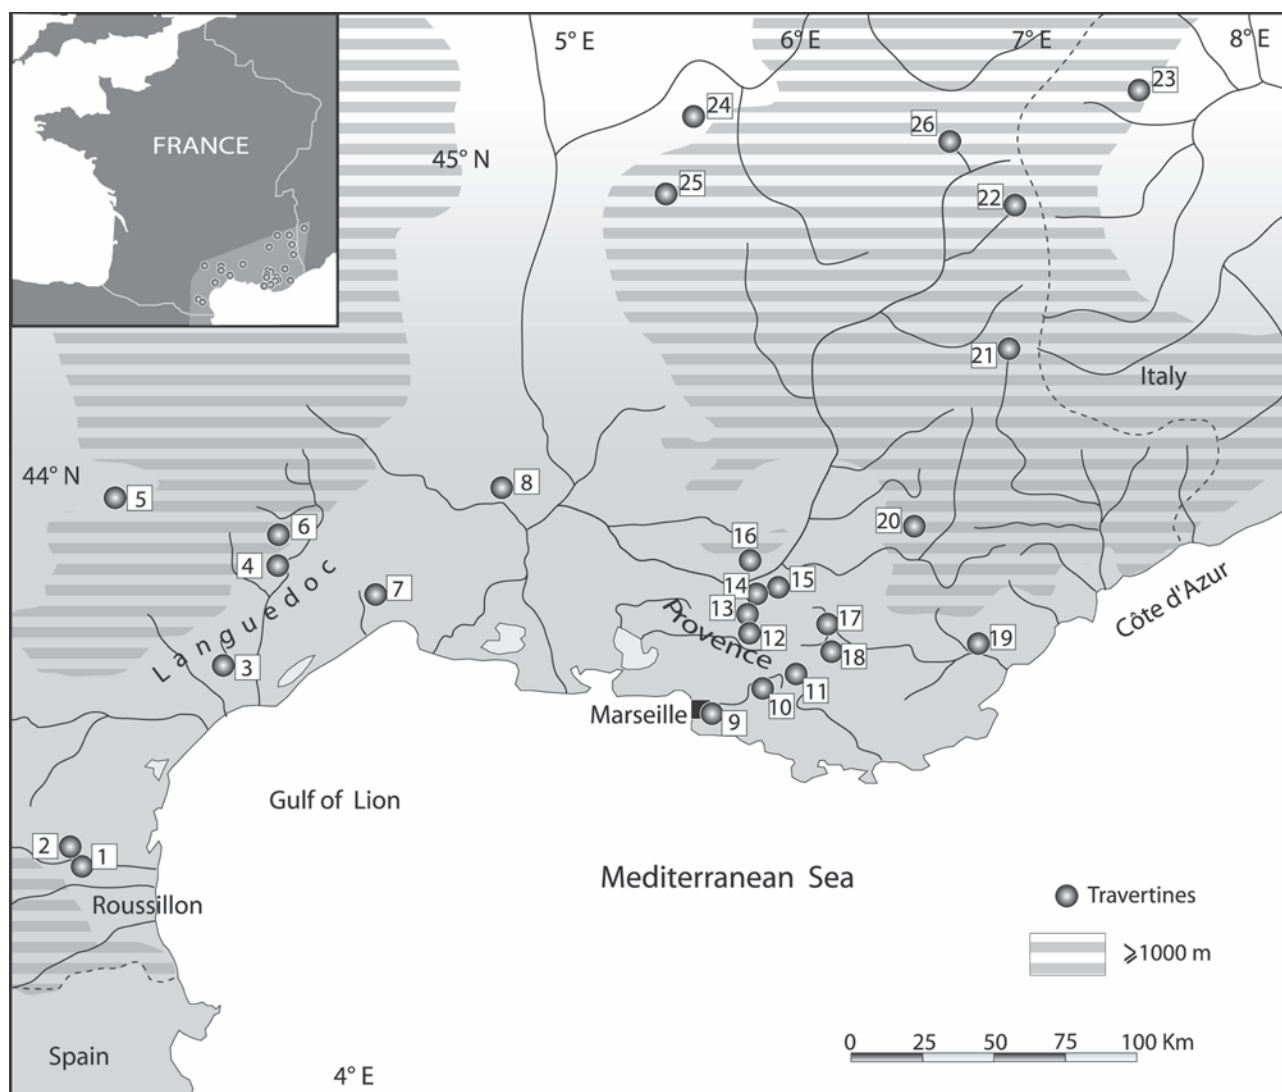 5° E
6° E
7° E
8° E
23
24
26
FRANCE
45° N
25
22
21
Italy
44° N
5
8
6
20
16
4
15
14
7
13
17
Côte d'Azur
Languedoc
Provence
12
19
18
3
11
10
Marseille
9
Gulf of Lion
2
1
Mediterranean Sea
Travertines
Roussillon
⩾1000 m
0 25 50 75 100 Km
Spain
4° E